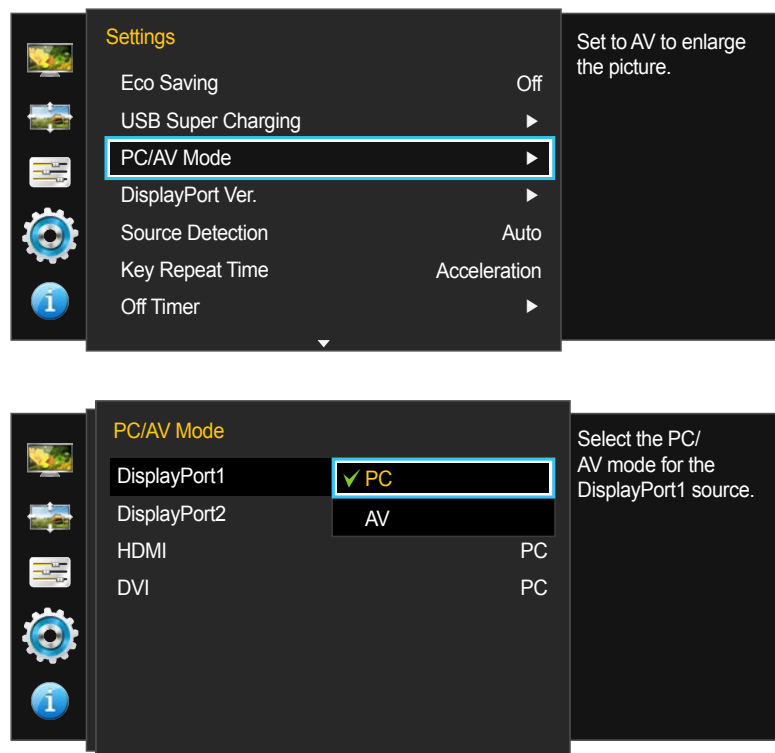 Settings
Eco Saving Off
USB Super Charging
PC/AV Mode
DisplayPort Ver.
Source Detection Auto
Key Repeat Time Acceleration
Off Timer
Set to AV to enlarge
the picture.
PC/AV Mode
DisplayPort1 PC
DisplayPort2 AV
HDMI PC
DVI PC
Select the PC/
AV mode for the
DisplayPort1 source.